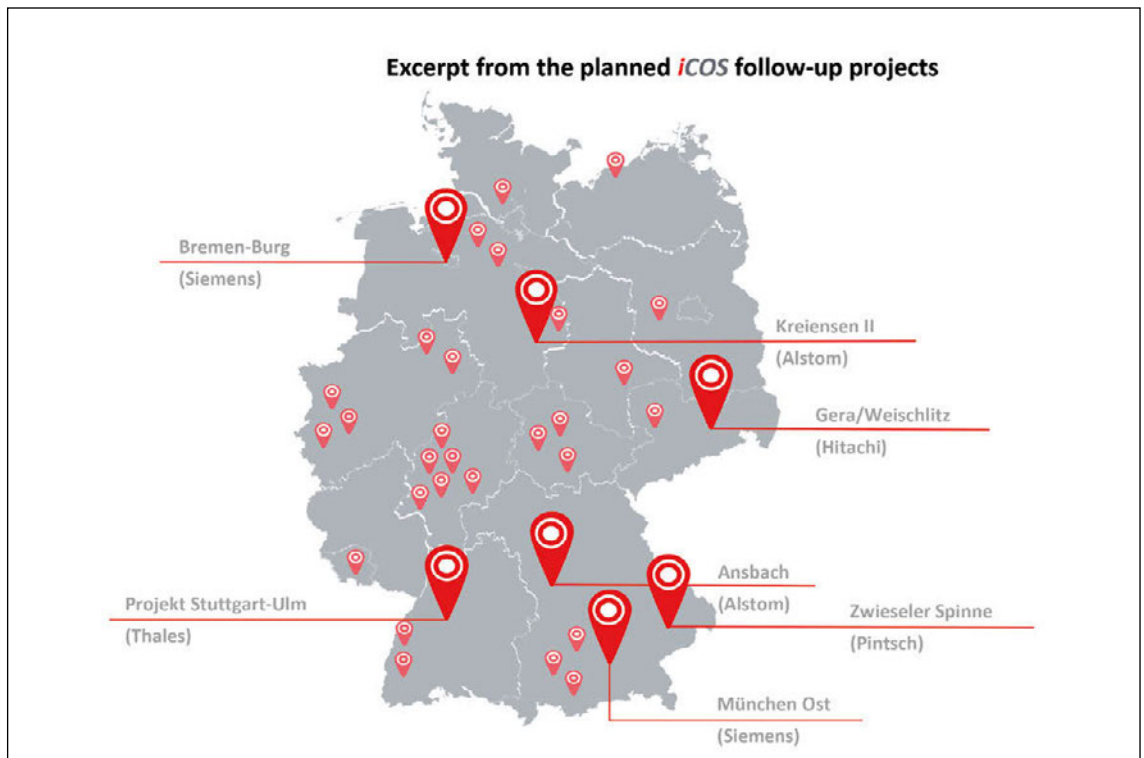 Excerpt from the planned iCOS follow-up projects
Bremen-Burg
(Siemens)
Kreiensen II
(Alstom)
Gera/Weischlitz
(Hitachi)
Ansbach
(Alstom)
Zwieseler Spinne
(Pintsch)
Projekt Stuttgart-Ulm
(Thales)
München Ost
(Siemens)